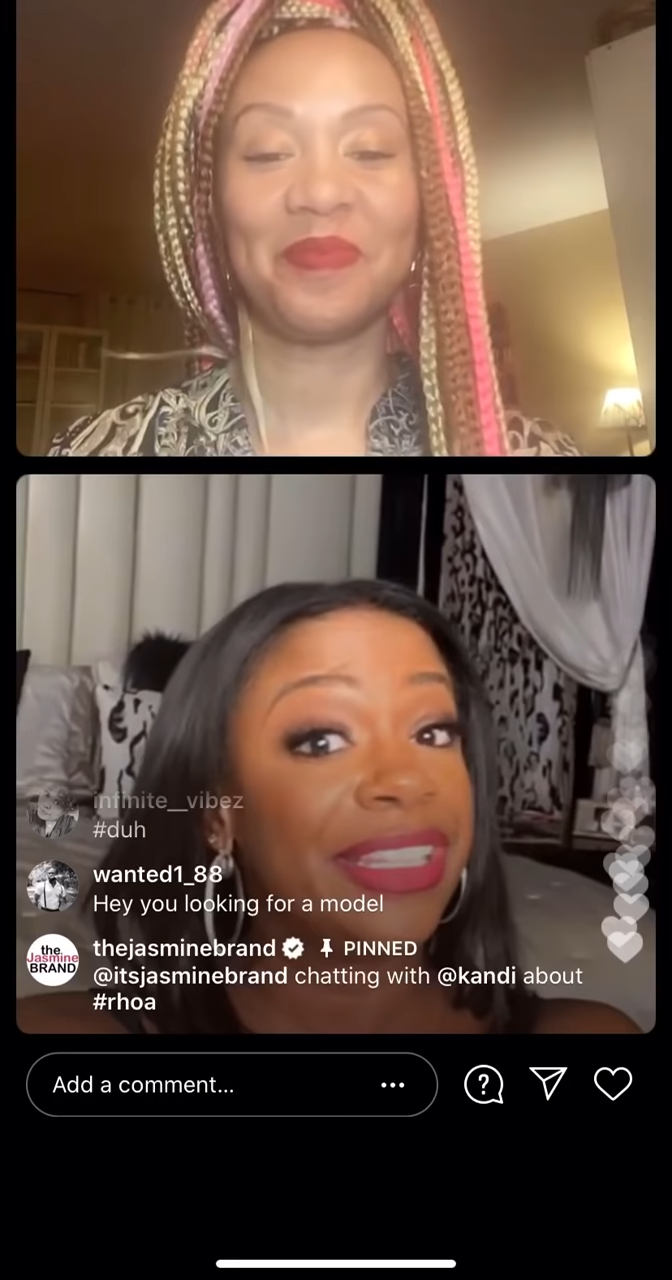 infinite__vibez
#duh
wanted1_88
Hey you looking for a model
the
Jasmine
BRAND
thejasminebrand PINNED
@itsjasminebrand chatting with @kandi about
#rhoa
Add a comment...
?